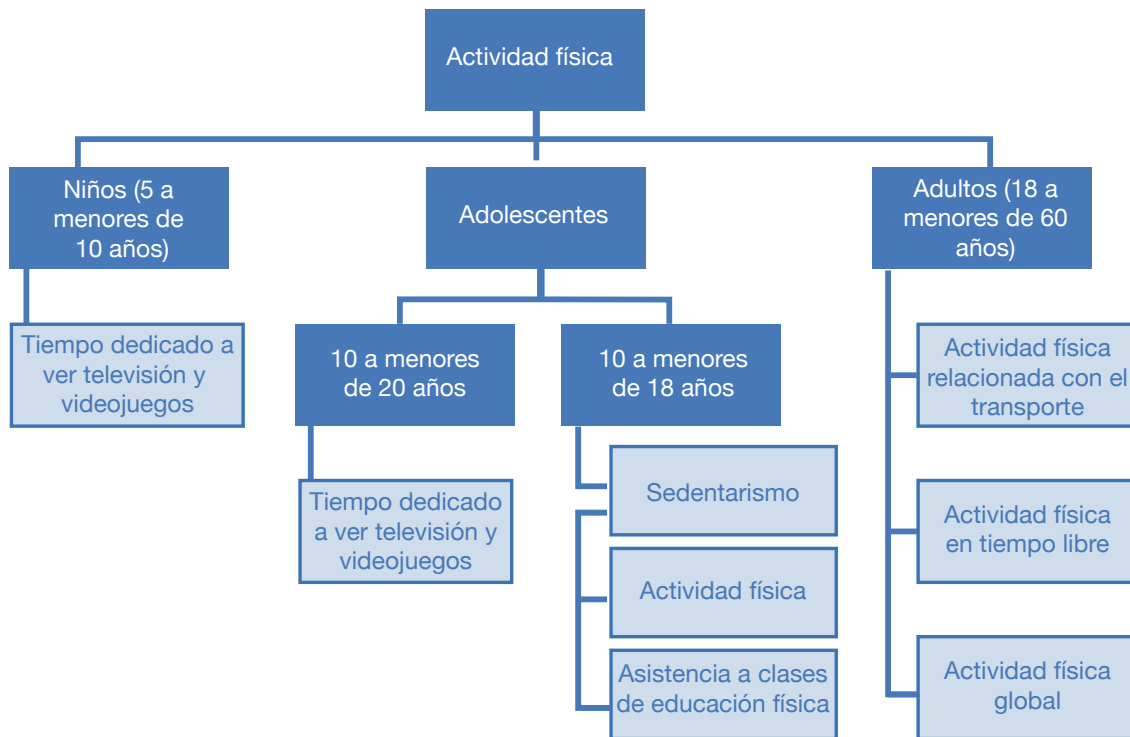 Actividad física
Niños (5 a
menores de
10 años)
Tiempo dedicado a
ver televisión y
videojuegos
Adolescentes
10 a menores
de 20 años
Tiempo dedicado
a ver televisión y
videojuegos
10 a menores
de 18 años
Sedentarismo
Actividad física
Asistencia a clases
de educación física
Adultos (18 a
menores de 60
años)
Actividad física
relacionada con el
transporte
Actividad física
en tiempo libre
Actividad física
global